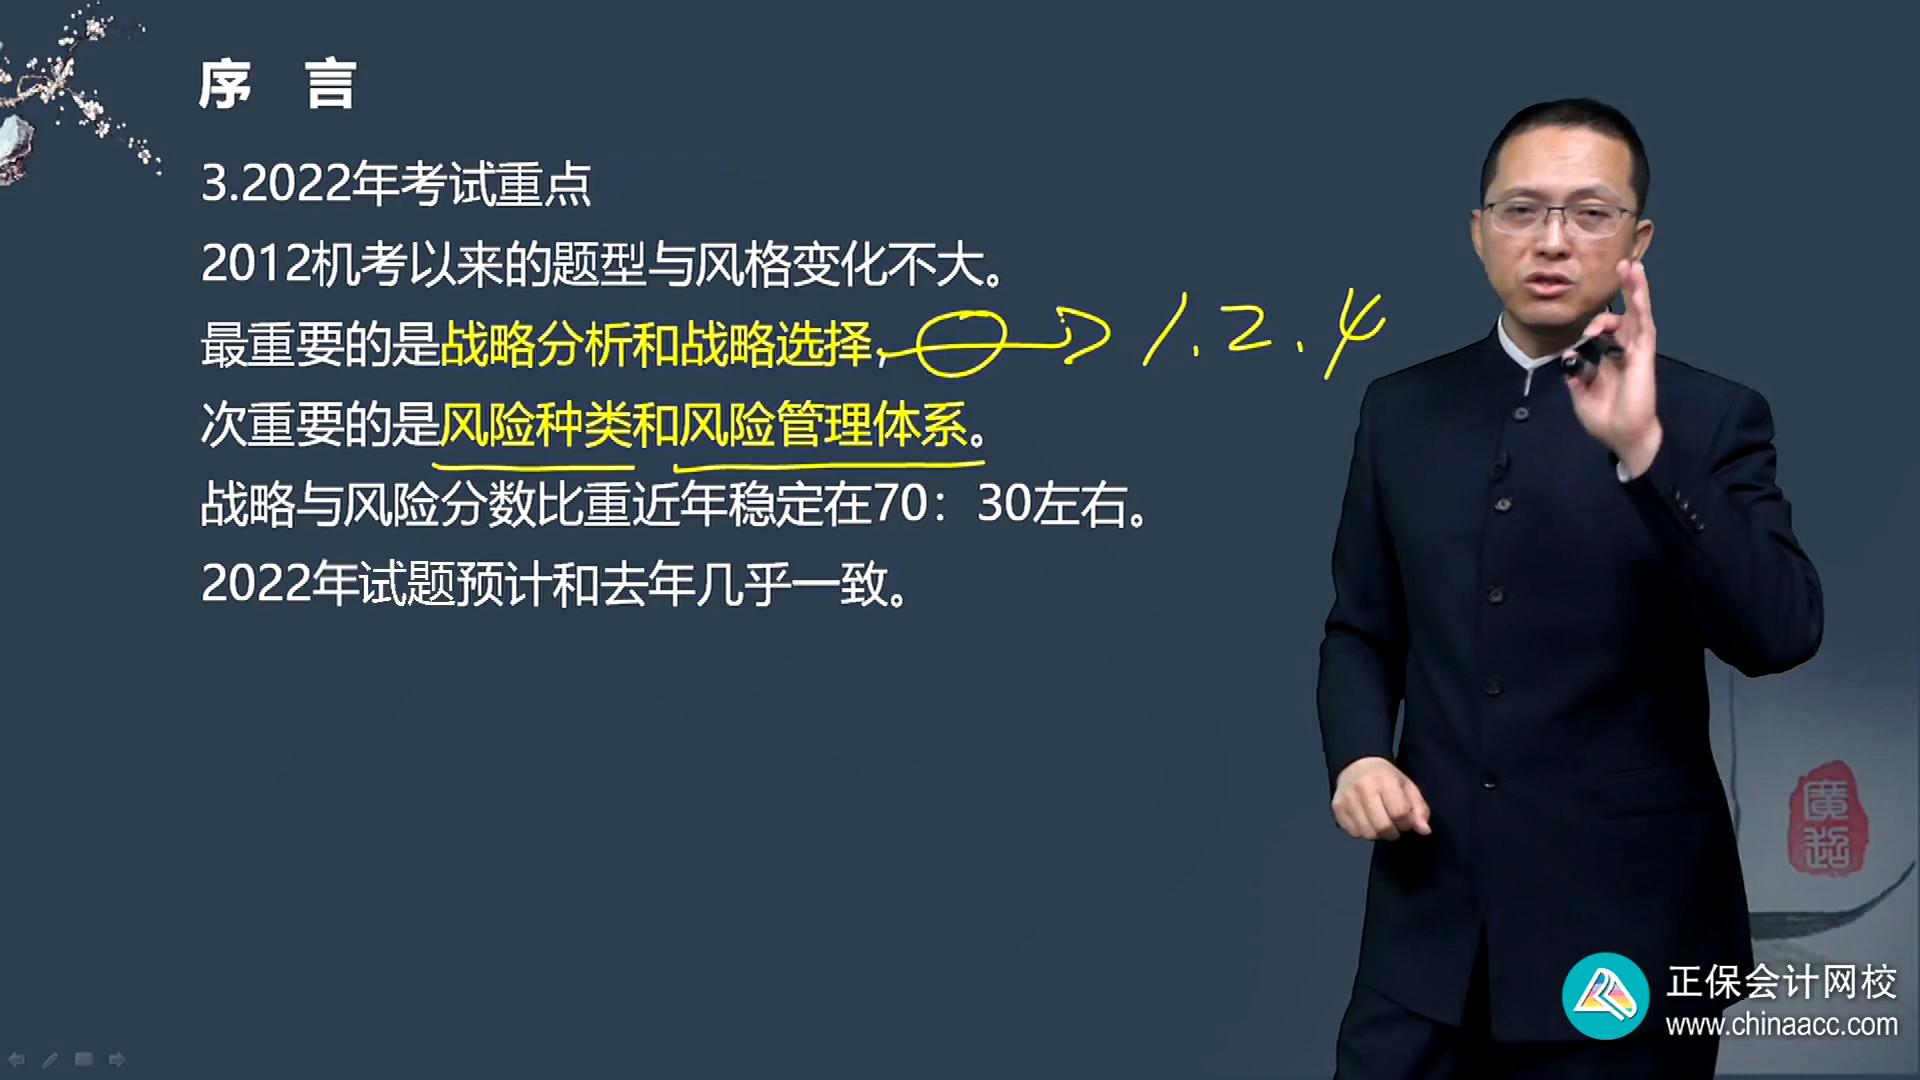 序 言
3.2022年考试重点
2012机考以来的题型与风格变化不大。
最重要的是战略分析和战略选择，
1.2.4
次重要的是风险种类和风险管理体系。
战略与风险分数比重近年稳定在70：30左右。
2022年试题预计和去年几乎一致。
廣超
正保会计网校
www.chinaacc.com